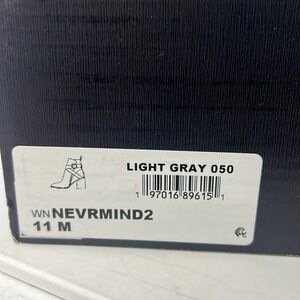 LIGHT GRAY 050
1 97016 89615 1
WN NEVRMIND2
11 M